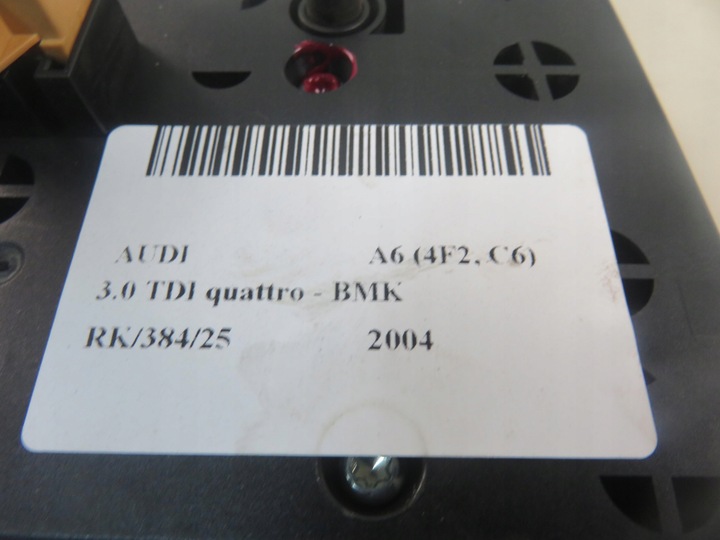 AUDI A6 (4F2, C6)
3.0 TDI quattro - BMK
RK/384/25 2004